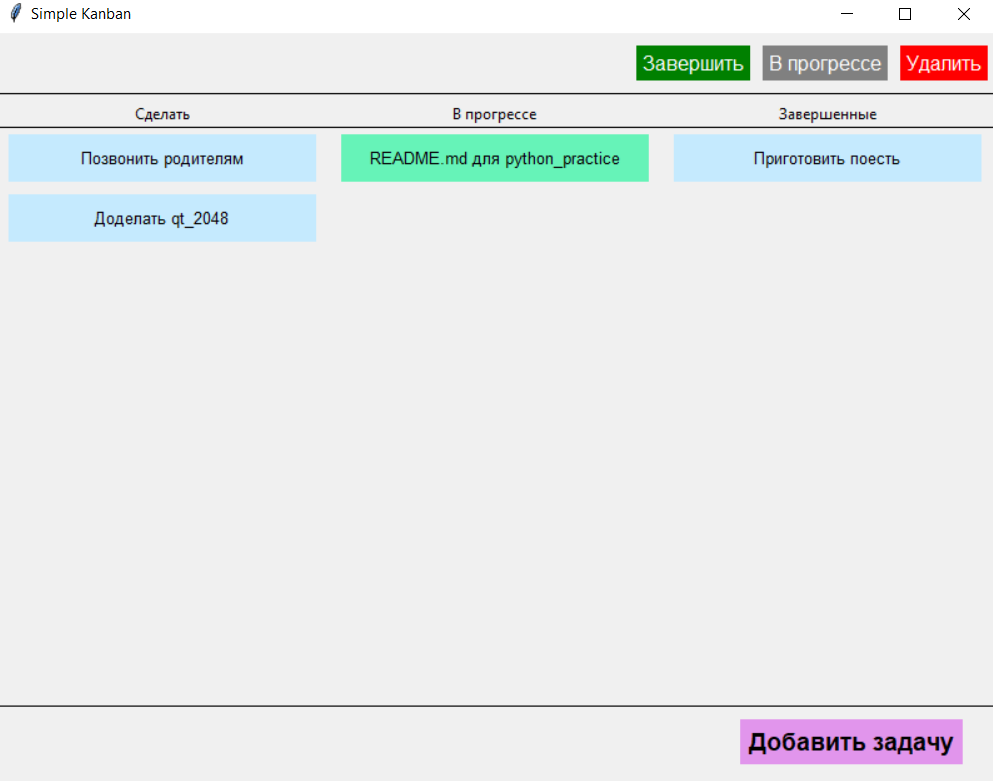 Simple Kanban
Завершить В прогрессе Удалить
Сделать В прогрессе Завершенные
Позвонить родителям README.md для python_practice Приготовить поесть
Доделать qt_2048
Добавить задачу